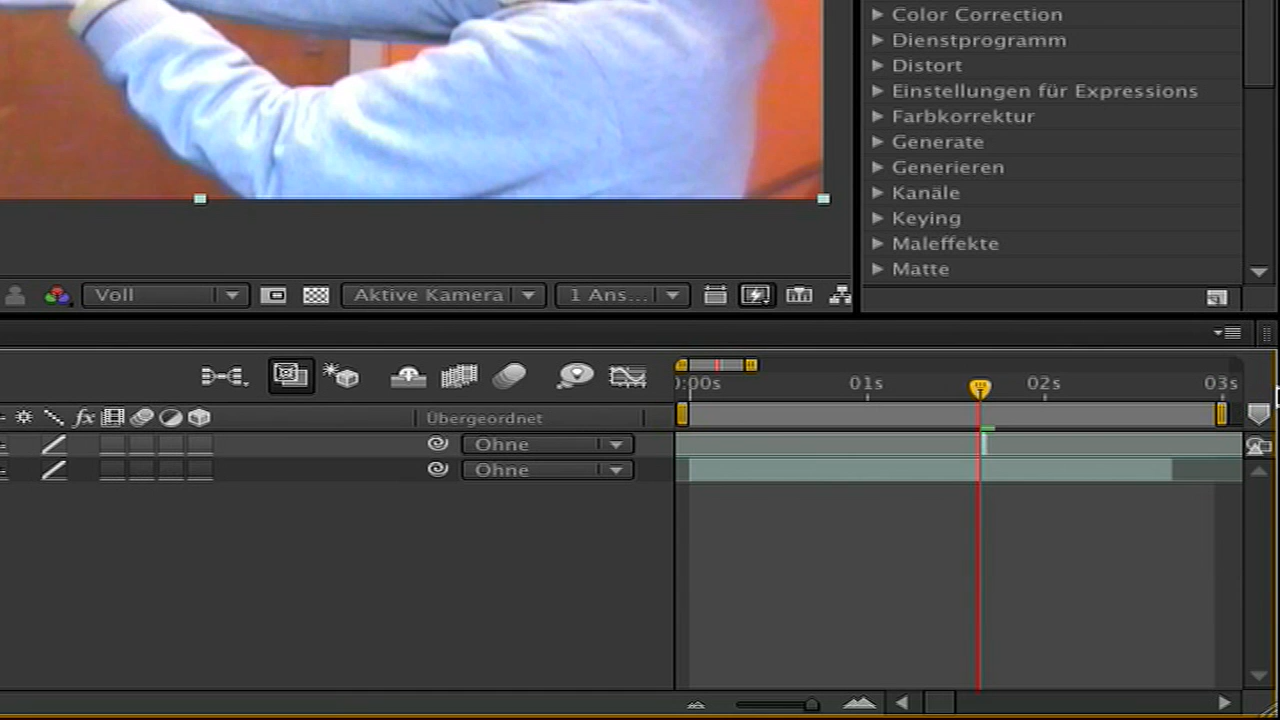 Color Correction
Dienstprogramm
Distort
Einstellungen für Expressions
Farbkorrektur
Generate
Generieren
Kanäle
Keying
Maleffekte
Matte
Voll
Aktive Kamera
1 Ans...
0:00s 01s 02s 03s
fx Übergeordnet
Ohne
Ohne